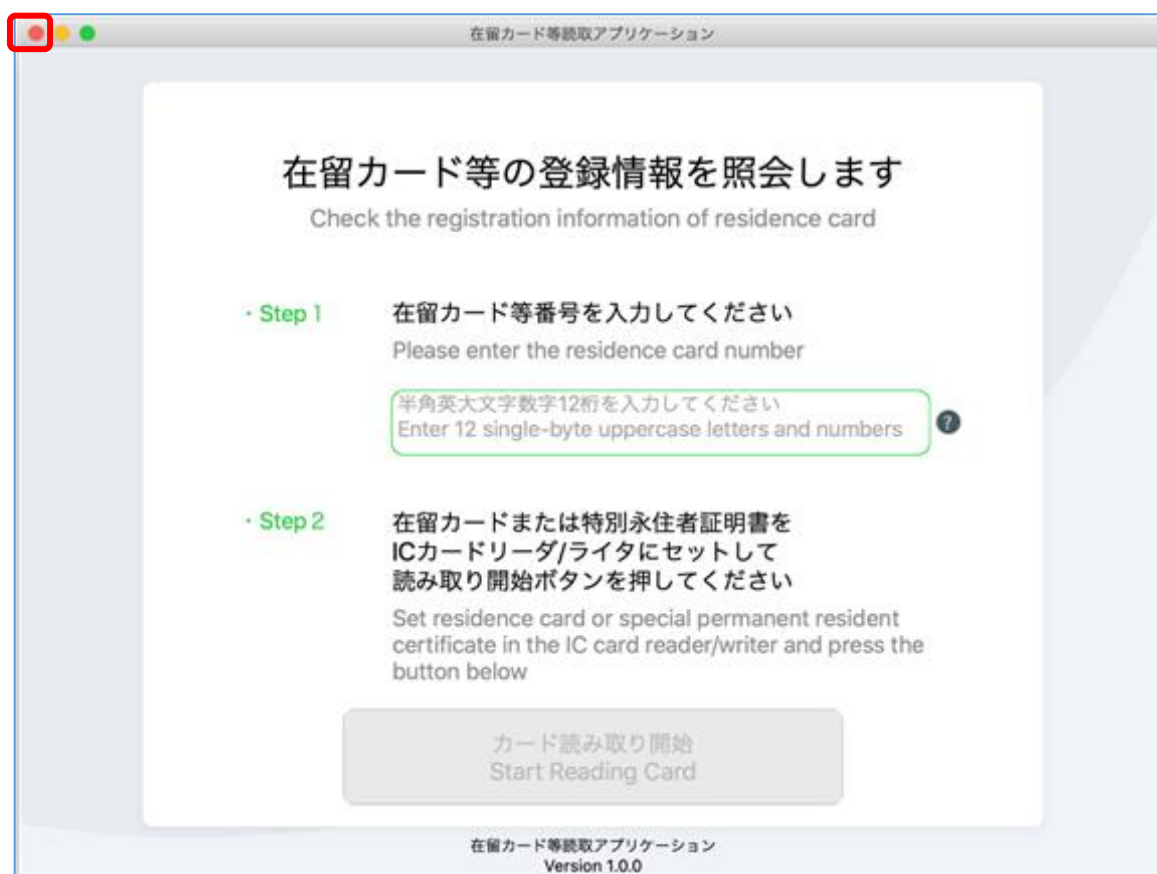 在留カード等読取アプリケーション
在留カード等の登録情報を照会します
Check the registration information of residence card
・Step 1
在留カード等番号を入力してください
Please enter the residence card number
半角英大文字数字12桁を入力してください
Enter 12 single-byte uppercase letters and numbers
?
・Step 2
在留カードまたは特別永住者証明書を
ICカードリーダ/ライタにセットして
読み取り開始ボタンを押してください
Set residence card or special permanent resident
certificate in the IC card reader/writer and press the
button below
カード読み取り開始
Start Reading Card
在留カード等読取アプリケーション
Version 1.0.0